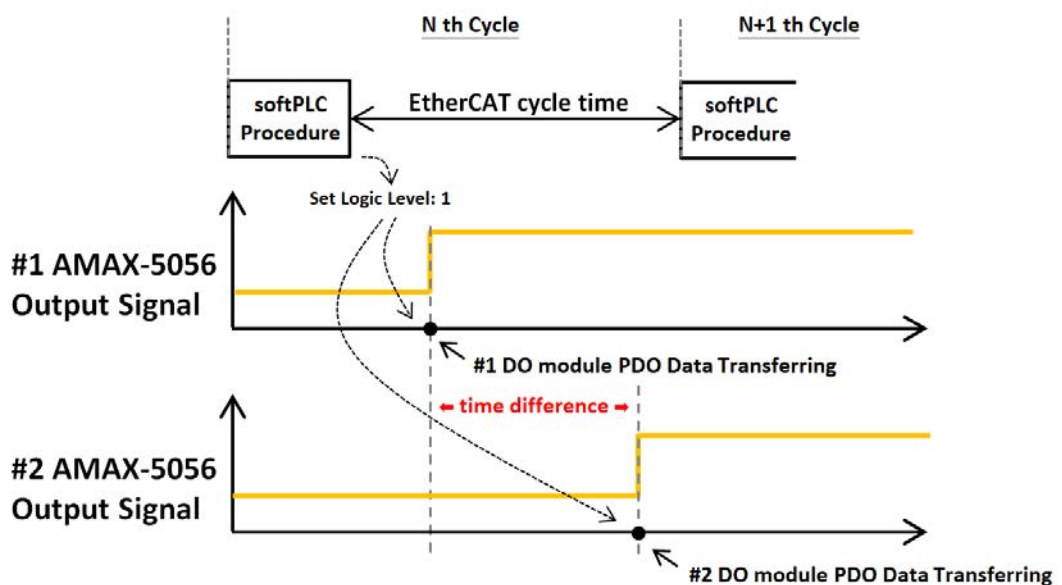 N th Cycle
N+1 th Cycle
softPLC
Procedure
EtherCAT cycle time
softPLC
Procedure
Set Logic Level: 1
#1 AMAX-5056
Output Signal
#1 DO module PDO Data Transferring
time difference
#2 AMAX-5056
Output Signal
#2 DO module PDO Data Transferring